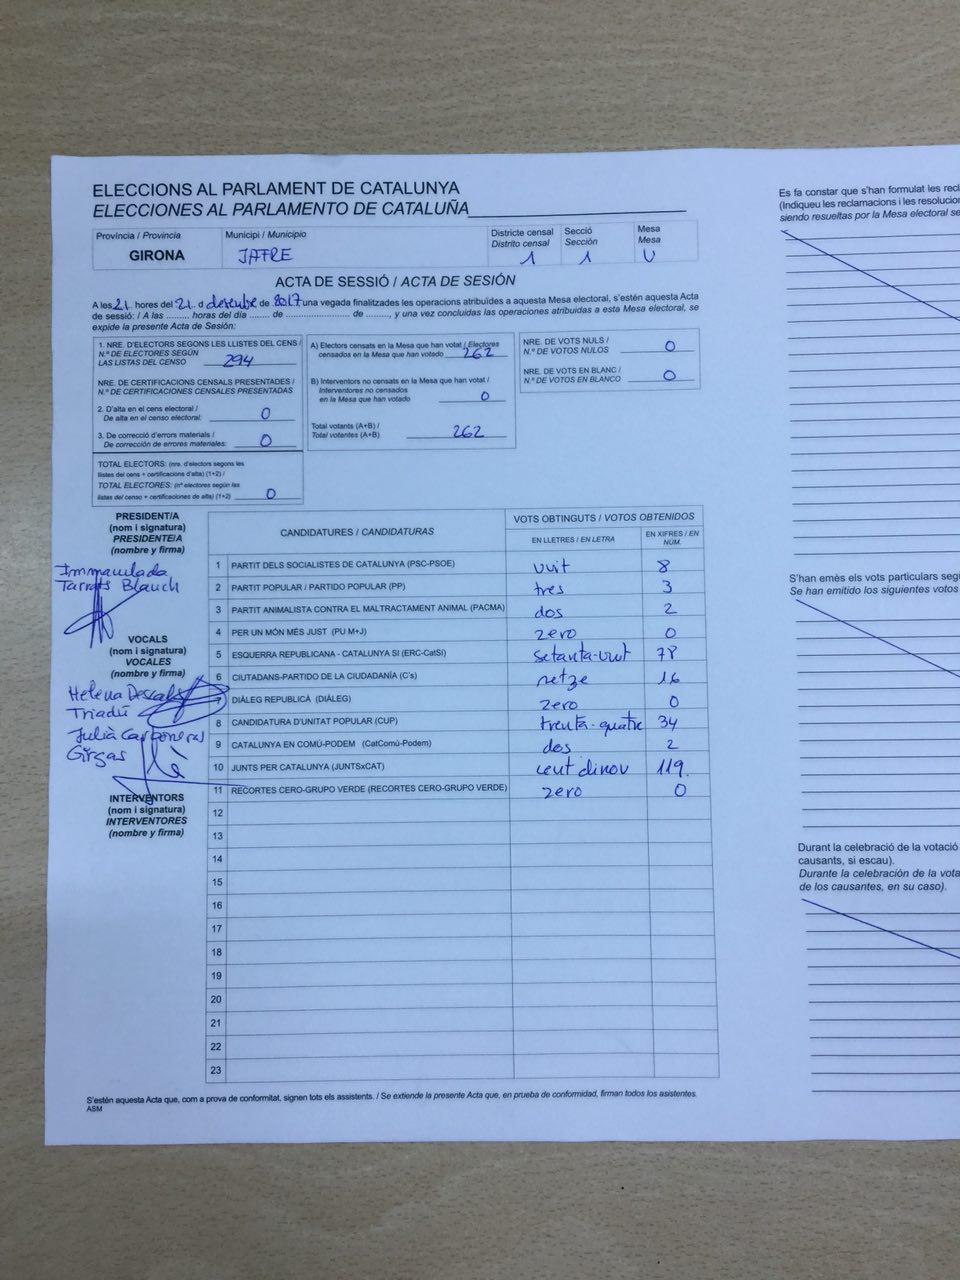 ELECCIONS AL PARLAMENT DE CATALUNYA
ELECCIONES AL PARLAMENTO DE CATALUÑA
Província / Provincia
GIRONA
Municipi / Municipio
JAFRE
Districte censal
Distrito censal
1
Secció
Sección
1
Mesa
Mesa
U
ACTA DE SESSIÓ / ACTA DE SESIÓN
A les 21 hores del 21 d desembre de 2017, una vegada finalitzades les operacions atribuïdes a aquesta Mesa electoral, s'estén aquesta Acta
de sessió: / A las ........ horas del día ........ de ........................ de ........, y una vez concluidas las operaciones atribuidas a esta Mesa electoral, se
expide la presente Acta de Sesión:
1. NRE. D'ELECTORS SEGONS LES LLISTES DEL CENS /
N.º DE ELECTORES SEGÚN
LAS LISTAS DEL CENSO 294
NRE. DE CERTIFICACIONS CENSALS PRESENTADES /
N.º DE CERTIFICACIONES CENSALES PRESENTADAS
2. D'alta en el cens electoral /
De alta en el censo electoral: 0
3. De correcció d'errors materials /
De corrección de errores materiales: 0
TOTAL ELECTORS: (nre. d'electors segons les
llistes del cens + certificacions d'alta) (1+2) /
TOTAL ELECTORES: (nº electores según las
listas del censo + certificaciones de alta) (1+2) 0
A) Electors censats en la Mesa que han votat / Electores
censados en la Mesa que han votado 262
B) Interventors no censats en la Mesa que han votat /
Interventores no censados
en la Mesa que han votado 0
Total votants (A+B) /
Total votantes (A+B) 262
NRE. DE VOTS NULS /
N.º DE VOTOS NULOS 0
NRE. DE VOTS EN BLANC /
N.º DE VOTOS EN BLANCO 0
PRESIDENT/A
(nom i signatura)
PRESIDENTE/A
(nombre y firma)
Immaculada
Tarrats Blanch
VOCALS
(nom i signatura)
VOCALES
(nombre y firma)
Helena Descals
Triadú
Julià Carboneras
Girgas
INTERVENTORS
(nom i signatura)
INTERVENTORES
(nombre y firma)
CANDIDATURES / CANDIDATURAS
VOTS OBTINGUTS / VOTOS OBTENIDOS
EN LLETRES / EN LETRA
EN XIFRES / EN
NÚM.
1 PARTIT DELS SOCIALISTES DE CATALUNYA (PSC-PSOE) vuit 8
2 PARTIT POPULAR / PARTIDO POPULAR (PP) tres 3
3 PARTIT ANIMALISTA CONTRA EL MALTRACTAMENT ANIMAL (PACMA) dos 2
4 PER UN MÓN MÉS JUST (PU M+J) zero 0
5 ESQUERRA REPUBLICANA - CATALUNYA SI (ERC-CatSí) setanta-vuit 78
6 CIUTADANS-PARTIDO DE LA CIUDADANÍA (C's) setze 16
7 DIÀLEG REPUBLICÀ (DIÀLEG) zero 0
8 CANDIDATURA D'UNITAT POPULAR (CUP) trenta-quatre 34
9 CATALUNYA EN COMÚ-PODEM (CatComú-Podem) dos 2
10 JUNTS PER CATALUNYA (JUNTSxCAT) cent dinou 119
11 RECORTES CERO-GRUPO VERDE (RECORTES CERO-GRUPO VERDE) zero 0
12
13
14
15
16
17
18
19
20
21
22
23
S'estén aquesta Acta que, com a prova de conformitat, signen tots els assistents. / Se extiende la presente Acta que, en prueba de conformidad, firman todos los asistentes.
ASM
Es fa constar que s'han formulat les recl
(Indiqueu les reclamacions i les resolucion
siendo resueltas por la Mesa electoral se
S'han emès els vots particulars segü
Se han emitido los siguientes votos
Durant la celebració de la votació
causants, si escau).
Durante la celebración de la vota
de los causantes, en su caso).